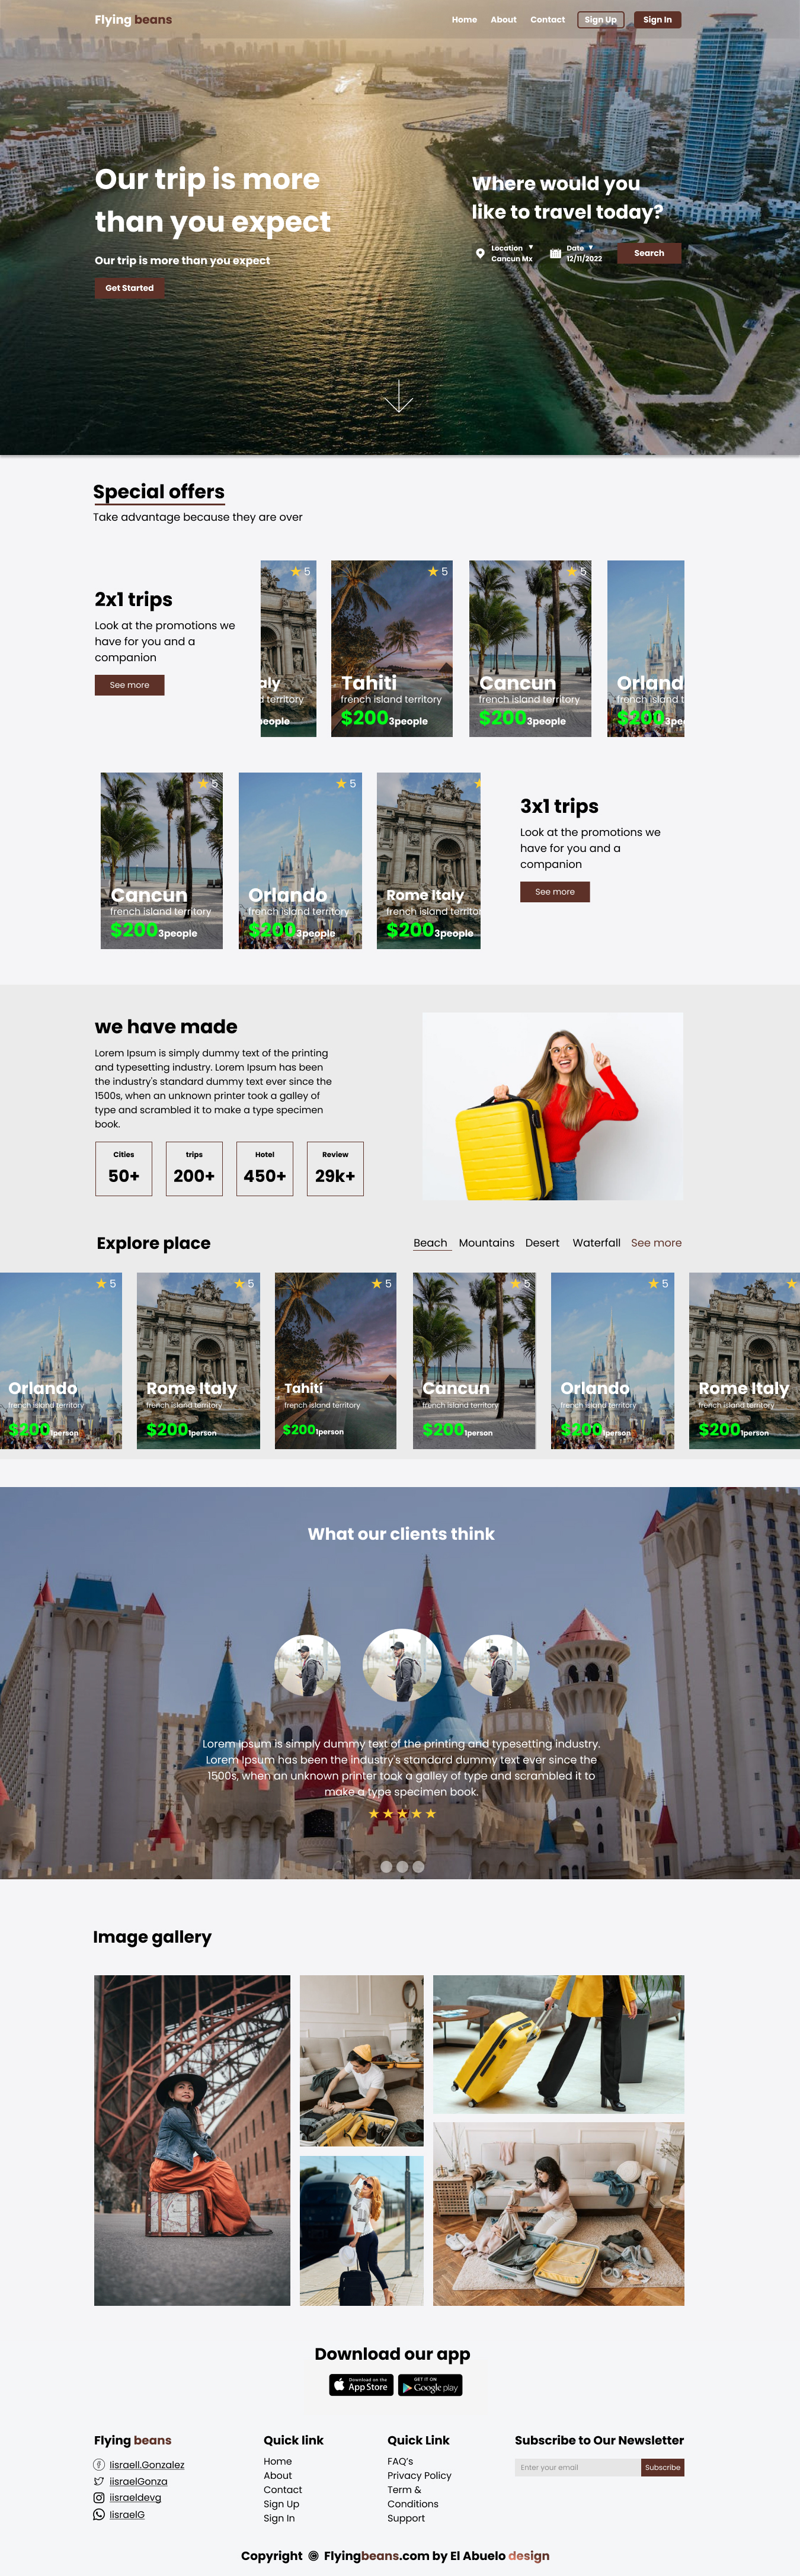 Flying beans
Home About Contact Sign Up Sign In
Our trip is more
than you expect
Our trip is more than you expect
Get Started
Where would you
like to travel today?
Location ▼ Date ▼
Cancun Mx 12/11/2022
Search
Special offers
Take advantage because they are over
2x1 trips
Look at the promotions we
have for you and a
companion
See more
5
aly
d territory
people
5
Tahiti
french island territory
$200 3people
5
Cancun
french island territory
$200 3people
Orland
french island t
$200 3pe
5
Cancun
french island territory
$200 3people
5
Orlando
french island territory
$200 3people
Rome Italy
french island territor
$200 3people
3x1 trips
Look at the promotions we
have for you and a
companion
See more
we have made
Lorem Ipsum is simply dummy text of the printing
and typesetting industry. Lorem Ipsum has been
the industry's standard dummy text ever since the
1500s, when an unknown printer took a galley of
type and scrambled it to make a type specimen
book.
Cities
50+
trips
200+
Hotel
450+
Review
29k+
Explore place
Beach Mountains Desert Waterfall See more
5
Orlando
french island territory
$200 1person
5
Rome Italy
french island territory
$200 1person
5
Tahiti
french island territory
$200 1person
5
Cancun
french island territory
$200 1person
5
Orlando
french island territory
$200 1person
Rome Italy
french island territory
$200 1person
What our clients think
Lorem Ipsum is simply dummy text of the printing and typesetting industry.
Lorem Ipsum has been the industry's standard dummy text ever since the
1500s, when an unknown printer took a galley of type and scrambled it to
make a type specimen book.
Image gallery
Download our app
Download on the
App Store
GET IT ON
Google play
Flying beans
Iisraell.Gonzalez
iisraelGonza
iisraeldevg
IisraelG
Quick link
Home
About
Contact
Sign Up
Sign In
Quick Link
FAQ's
Privacy Policy
Term &
Conditions
Support
Subscribe to Our Newsletter
Enter your email
Subscribe
Copyright @ Flyingbeans.com by El Abuelo design